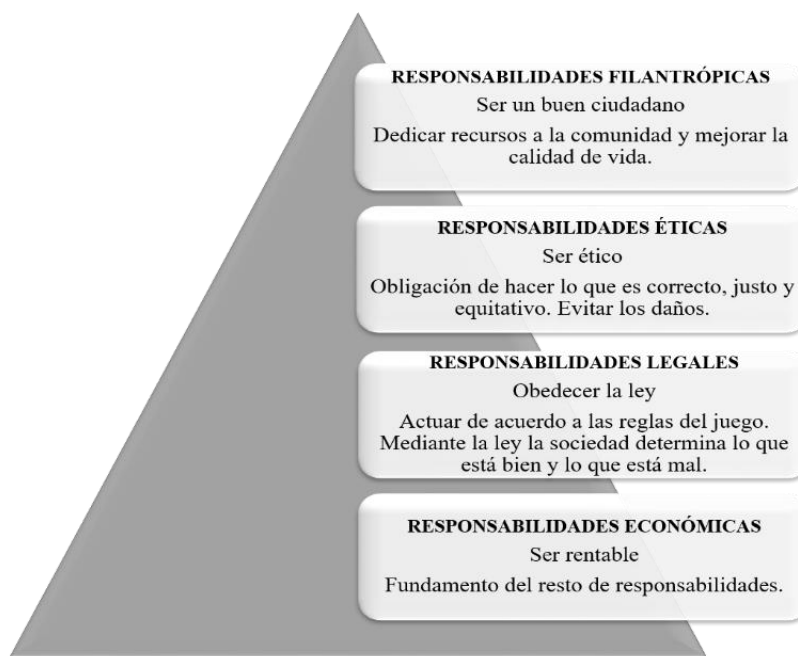 RESPONSABILIDADES FILANTRÓPICAS
Ser un buen ciudadano
Dedicar recursos a la comunidad y mejorar la
calidad de vida.
RESPONSABILIDADES ÉTICAS
Ser ético
Obligación de hacer lo que es correcto, justo y
equitativo. Evitar los daños.
RESPONSABILIDADES LEGALES
Obedecer la ley
Actuar de acuerdo a las reglas del juego.
Mediante la ley la sociedad determina lo que
está bien y lo que está mal.
RESPONSABILIDADES ECONÓMICAS
Ser rentable
Fundamento del resto de responsabilidades.